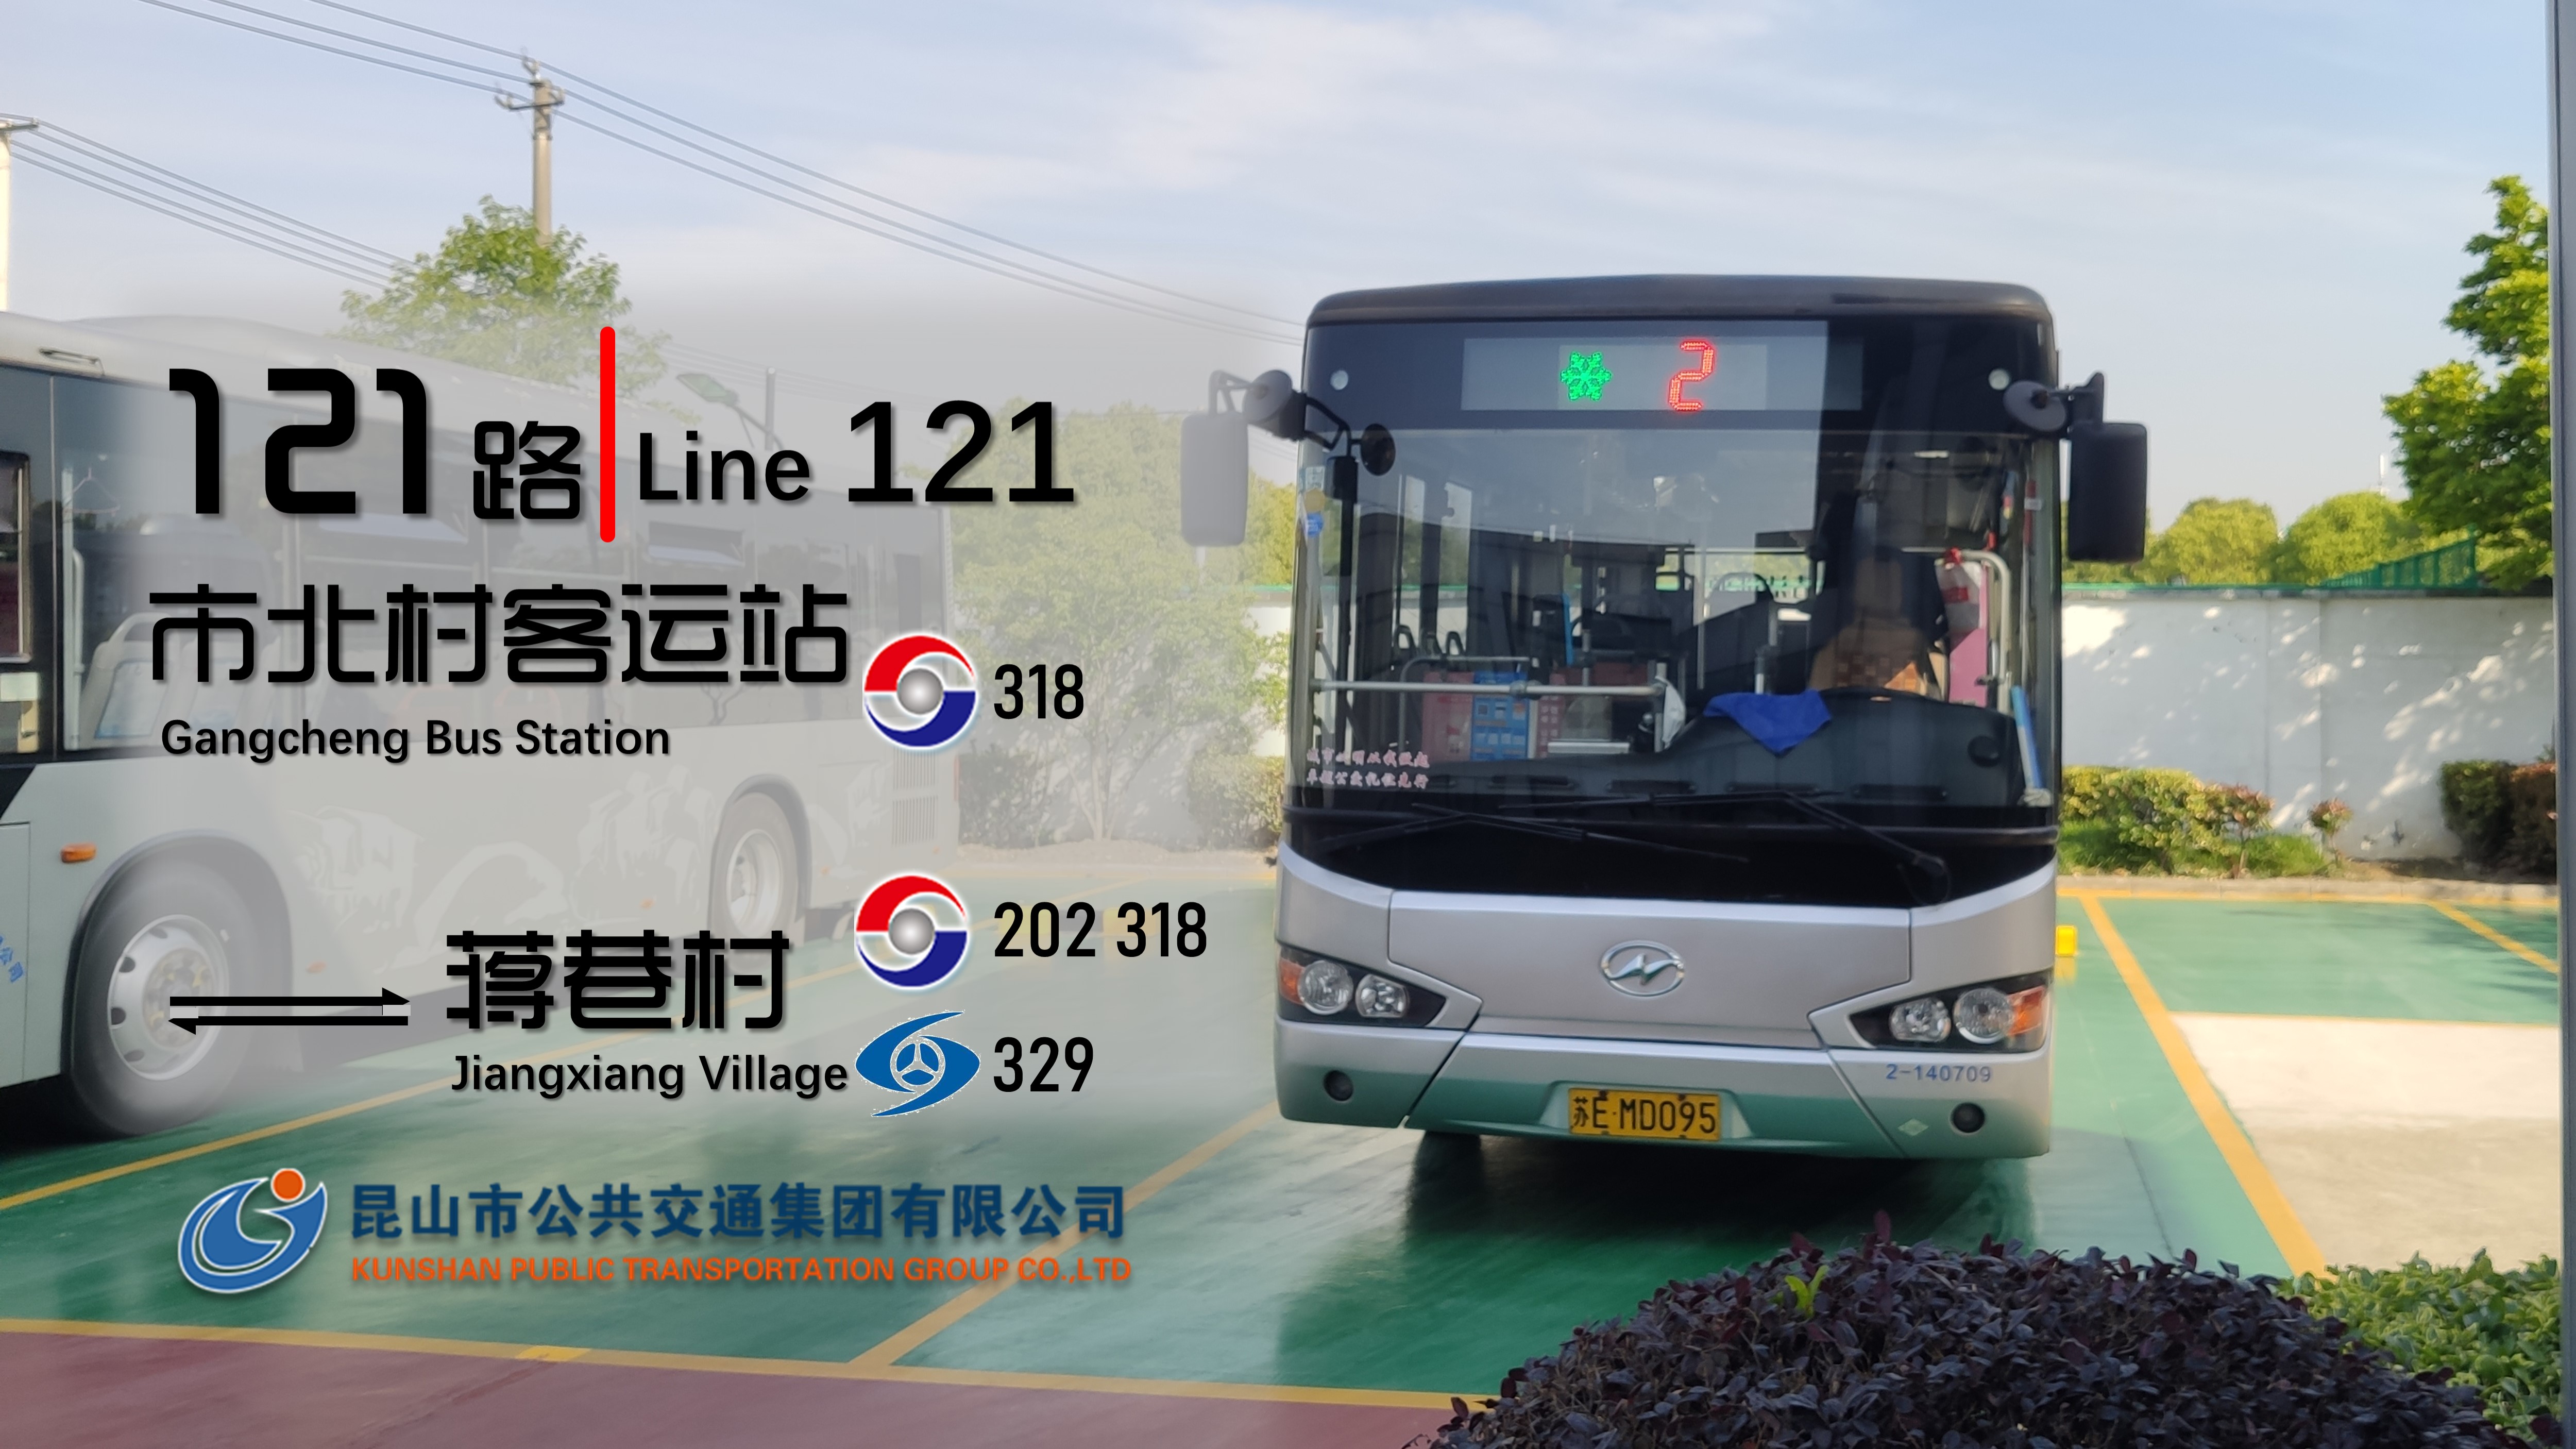 121路 Line 121
市北村客运站
318
Gangcheng Bus Station
蒋巷村
202 318
Jiangxiang Village
329
昆山市公共交通集团有限公司
KUNSHAN PUBLIC TRANSPORTATION GROUP CO.,LTD
2
2-140709
苏E·MD095
公司